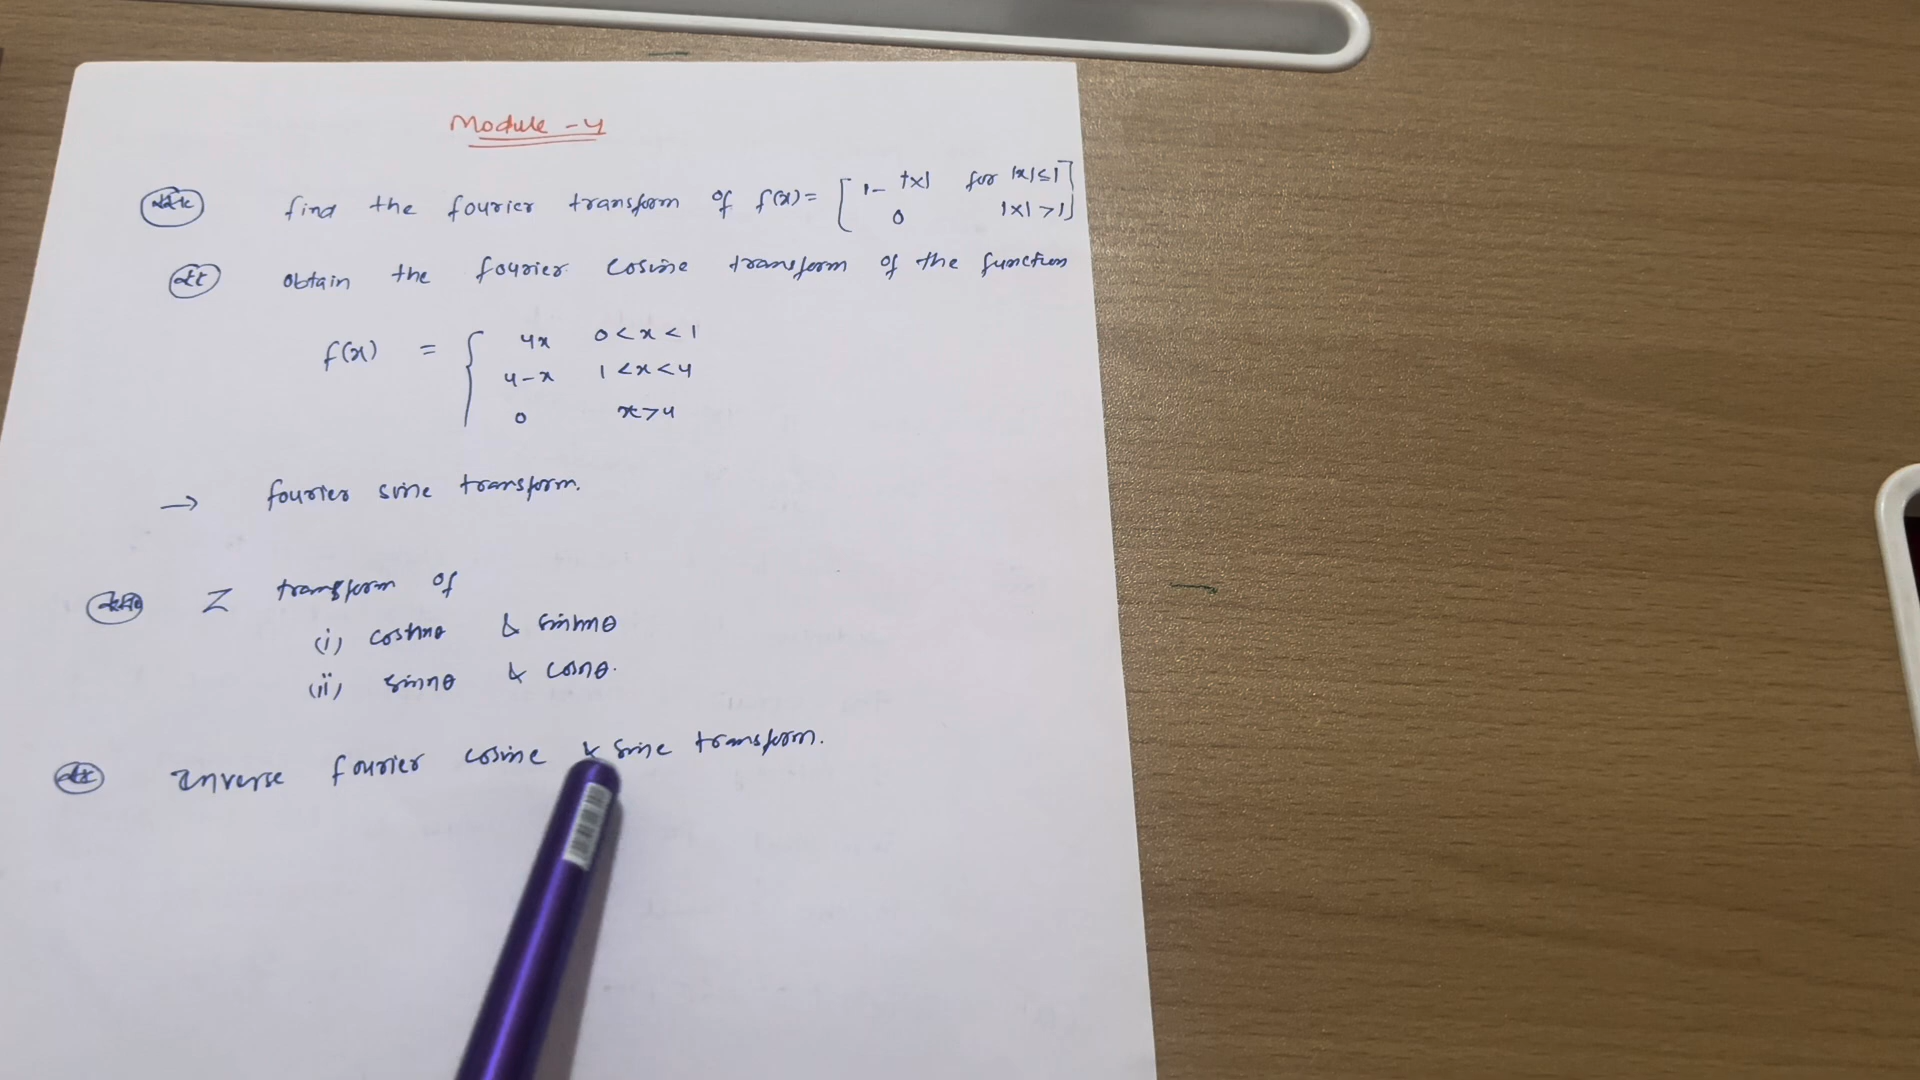 Module - 4
find the fourier transform of f(x) = [ 1 - |x| for |x| ≤ 1
0 |x| > 1 ]
obtain the fourier cosine transform of the function
f(x) = { 4x 0 < x < 1
4-x 1 < x < 4
0 x > 4
→ fourier sine transform.
Z transform of
(i) coshnθ & sinhnθ
(ii) sinnθ & cosnθ.
Inverse fourier cosine & sine transform.